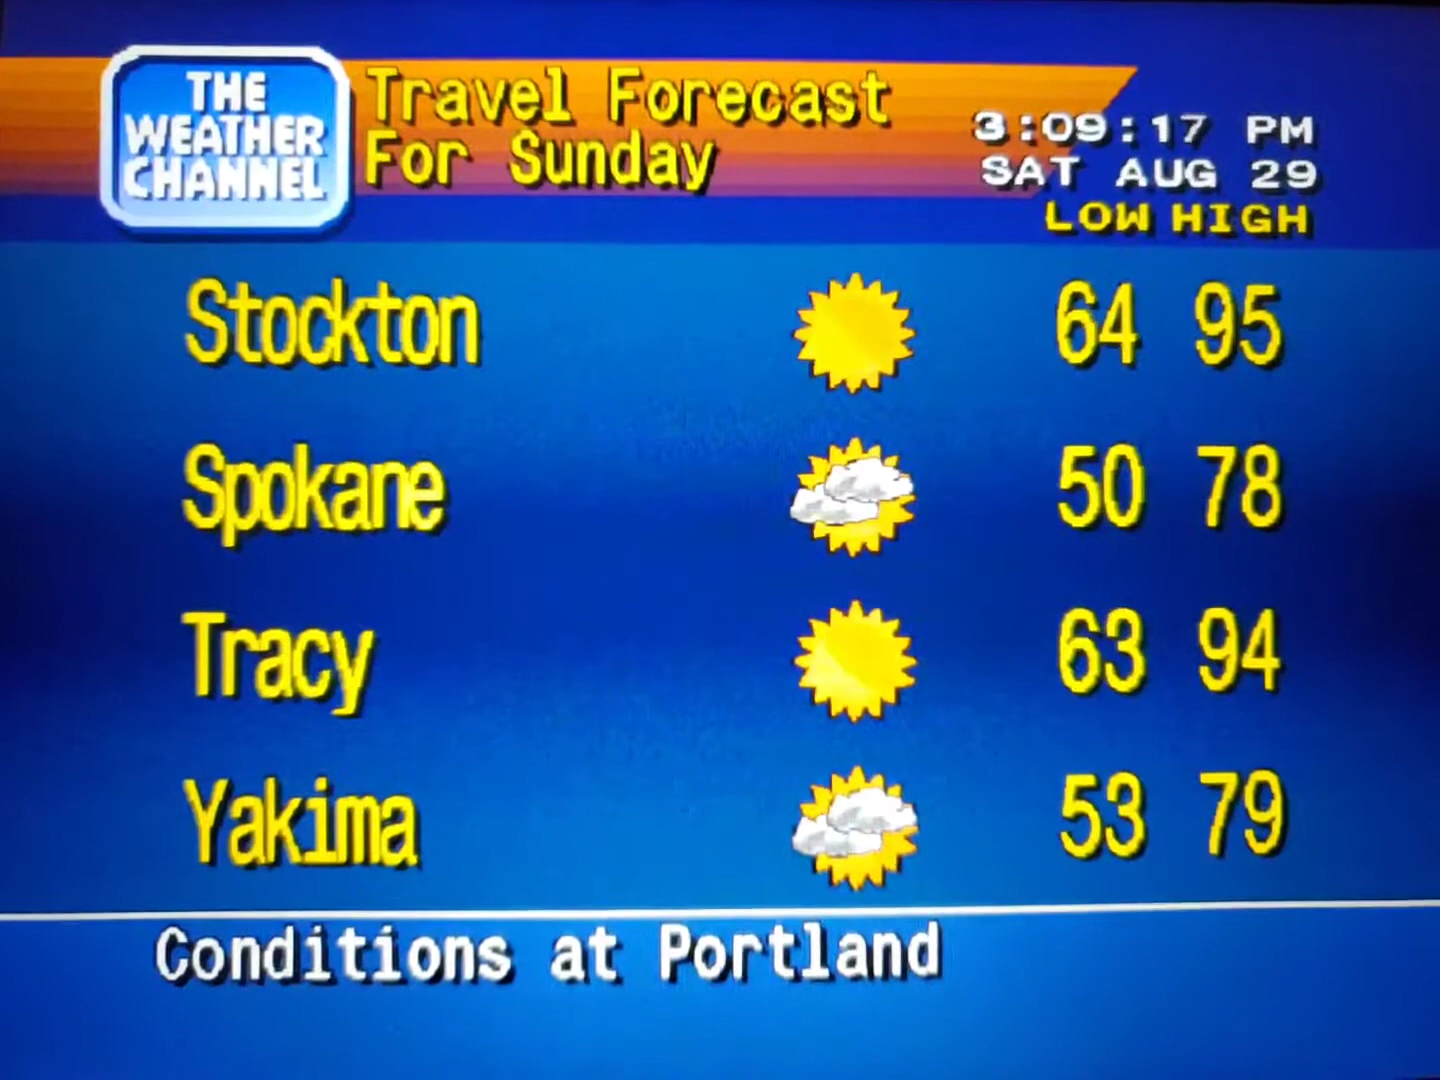 THE
WEATHER
CHANNEL
Travel Forecast
For Sunday
3:09:17 PM
SAT AUG 29
LOW HIGH
Stockton 64 95
Spokane 50 78
Tracy 63 94
Yakima 53 79
Conditions at Portland